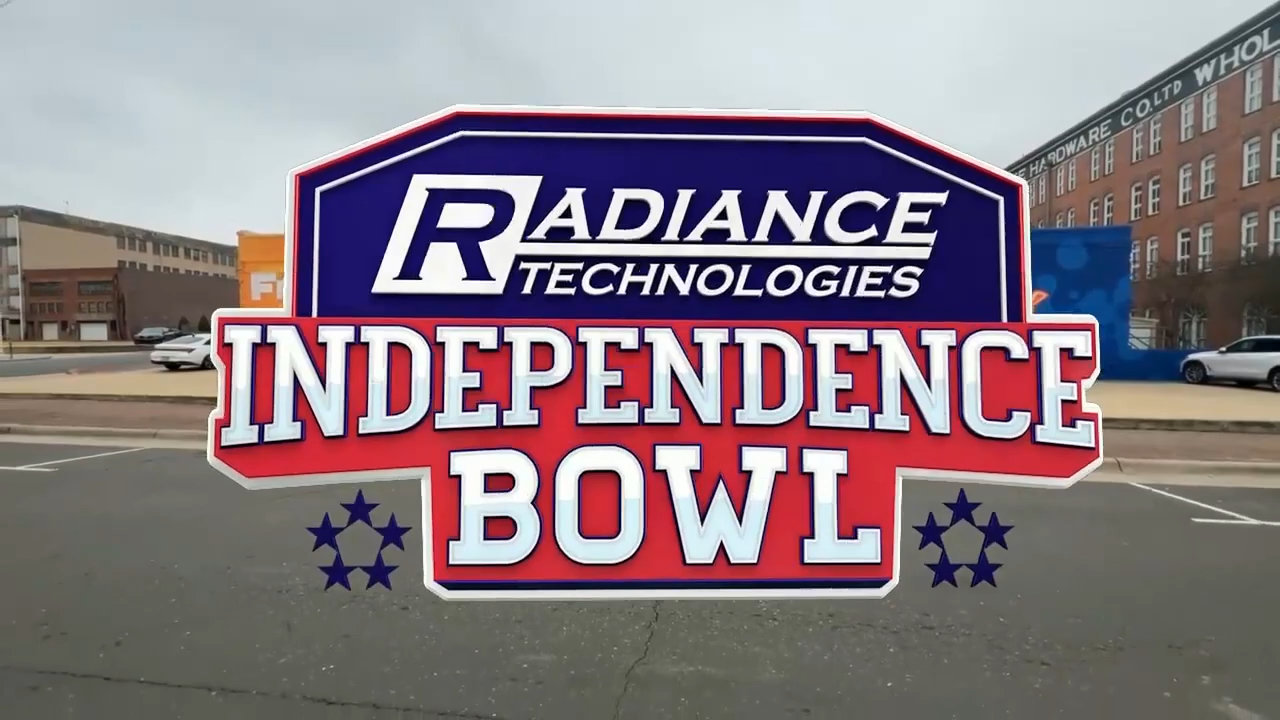 HARDWARE CO. LTD WHOL
RADIANCE
TECHNOLOGIES
INDEPENDENCE
BOWL